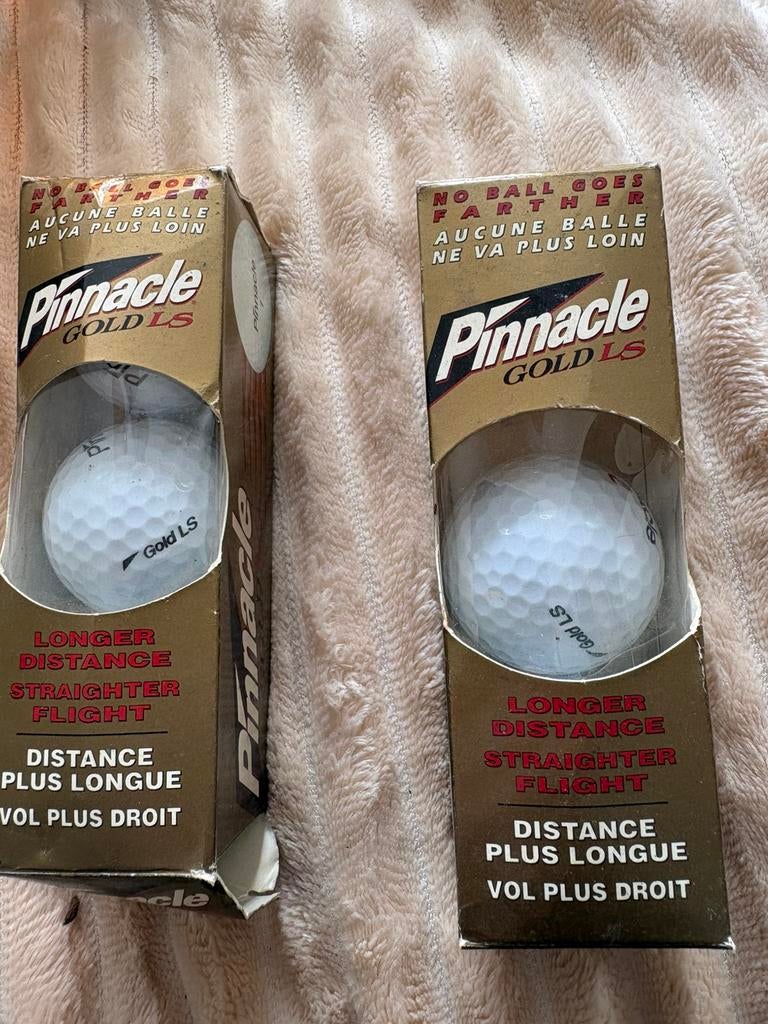 NO BALL GOES
FARTHER
AUCUNE BALLE
NE VA PLUS LOIN
Pinnacle
GOLD LS
Pinnacle
Gold LS
Pinnacle
LONGER
DISTANCE
STRAIGHTER
FLIGHT
DISTANCE
PLUS LONGUE
VOL PLUS DROIT
NO BALL GOES
FARTHER
AUCUNE BALLE
NE VA PLUS LOIN
Pinnacle
GOLD LS
Gold LS
LONGER
DISTANCE
STRAIGHTER
FLIGHT
DISTANCE
PLUS LONGUE
VOL PLUS DROIT